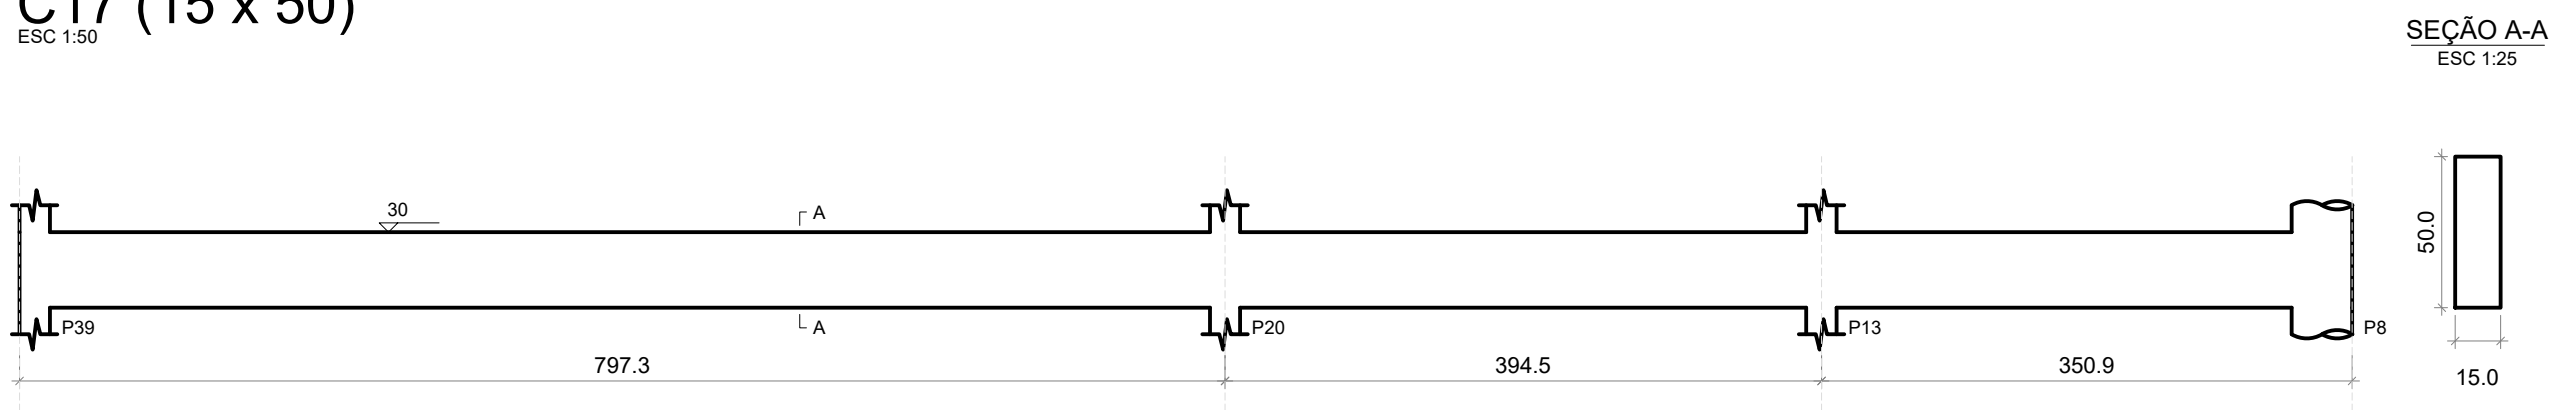 C17 (15 x 50)
ESC 1:50
SEÇÃO A-A
ESC 1:25
30
A
A
P39
P20
P13
P8
797.3
394.5
350.9
50.0
15.0